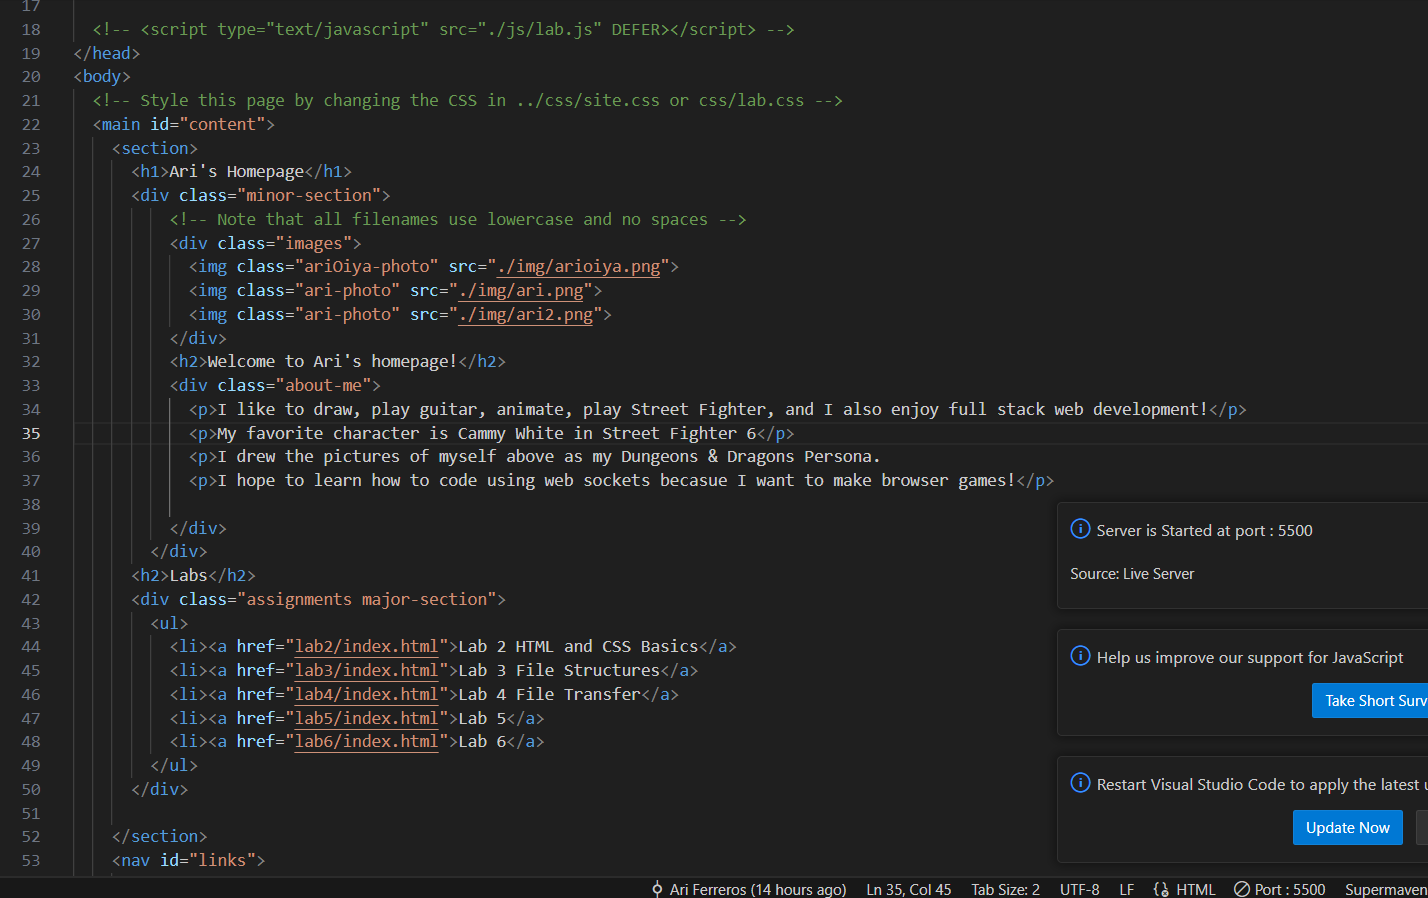 17
18 <!-- <script type="text/javascript" src="./js/lab.js" DEFER></script> -->
19 </head>
20 <body>
21 <!-- Style this page by changing the CSS in ../css/site.css or css/lab.css -->
22 <main id="content">
23 <section>
24 <h1>Ari's Homepage</h1>
25 <div class="minor-section">
26 <!-- Note that all filenames use lowercase and no spaces -->
27 <div class="images">
28 <img class="ariOiya-photo" src="./img/arioiya.png">
29 <img class="ari-photo" src="./img/ari.png">
30 <img class="ari-photo" src="./img/ari2.png">
31 </div>
32 <h2>Welcome to Ari's homepage!</h2>
33 <div class="about-me">
34 <p>I like to draw, play guitar, animate, play Street Fighter, and I also enjoy full stack web development!</p>
35 <p>My favorite character is Cammy White in Street Fighter 6</p>
36 <p>I drew the pictures of myself above as my Dungeons & Dragons Persona.
37 <p>I hope to learn how to code using web sockets becasue I want to make browser games!</p>
38
39 </div>
40 </div>
41 <h2>Labs</h2>
42 <div class="assignments major-section">
43 <ul>
44 <li><a href="lab2/index.html">Lab 2 HTML and CSS Basics</a>
45 <li><a href="lab3/index.html">Lab 3 File Structures</a>
46 <li><a href="lab4/index.html">Lab 4 File Transfer</a>
47 <li><a href="lab5/index.html">Lab 5</a>
48 <li><a href="lab6/index.html">Lab 6</a>
49 </ul>
50 </div>
51
52 </section>
53 <nav id="links">
Server is Started at port : 5500
Source: Live Server
Help us improve our support for JavaScript
Take Short Surv
Restart Visual Studio Code to apply the latest u
Update Now
Ari Ferreros (14 hours ago) Ln 35, Col 45 Tab Size: 2 UTF-8 LF HTML Port : 5500 Supermaven